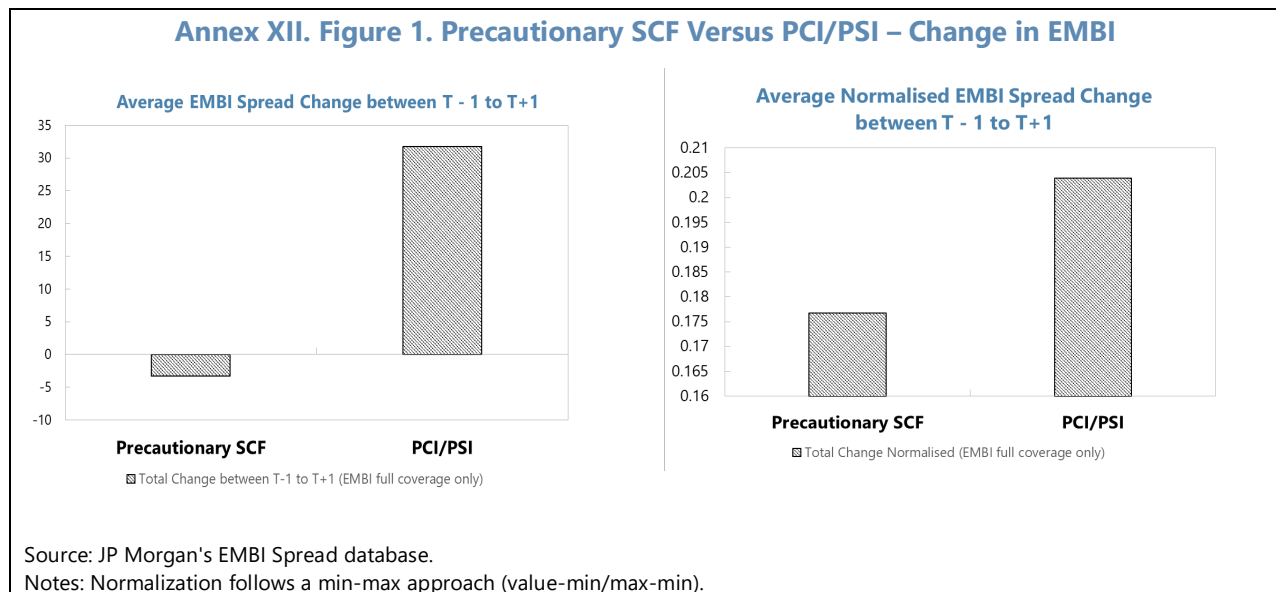 Annex XII. Figure 1. Precautionary SCF Versus PCI/PSI – Change in EMBI
Average EMBI Spread Change between T - 1 to T+1
35
30
25
20
15
10
5
0
-5
-10
Precautionary SCF
PCI/PSI
Total Change between T-1 to T+1 (EMBI full coverage only)
Average Normalised EMBI Spread Change
between T - 1 to T+1
0.21
0.205
0.2
0.195
0.19
0.185
0.18
0.175
0.17
0.165
0.16
Precautionary SCF
PCI/PSI
Total Change Normalised (EMBI full coverage only)
Source: JP Morgan's EMBI Spread database.
Notes: Normalization follows a min-max approach (value-min/max-min).